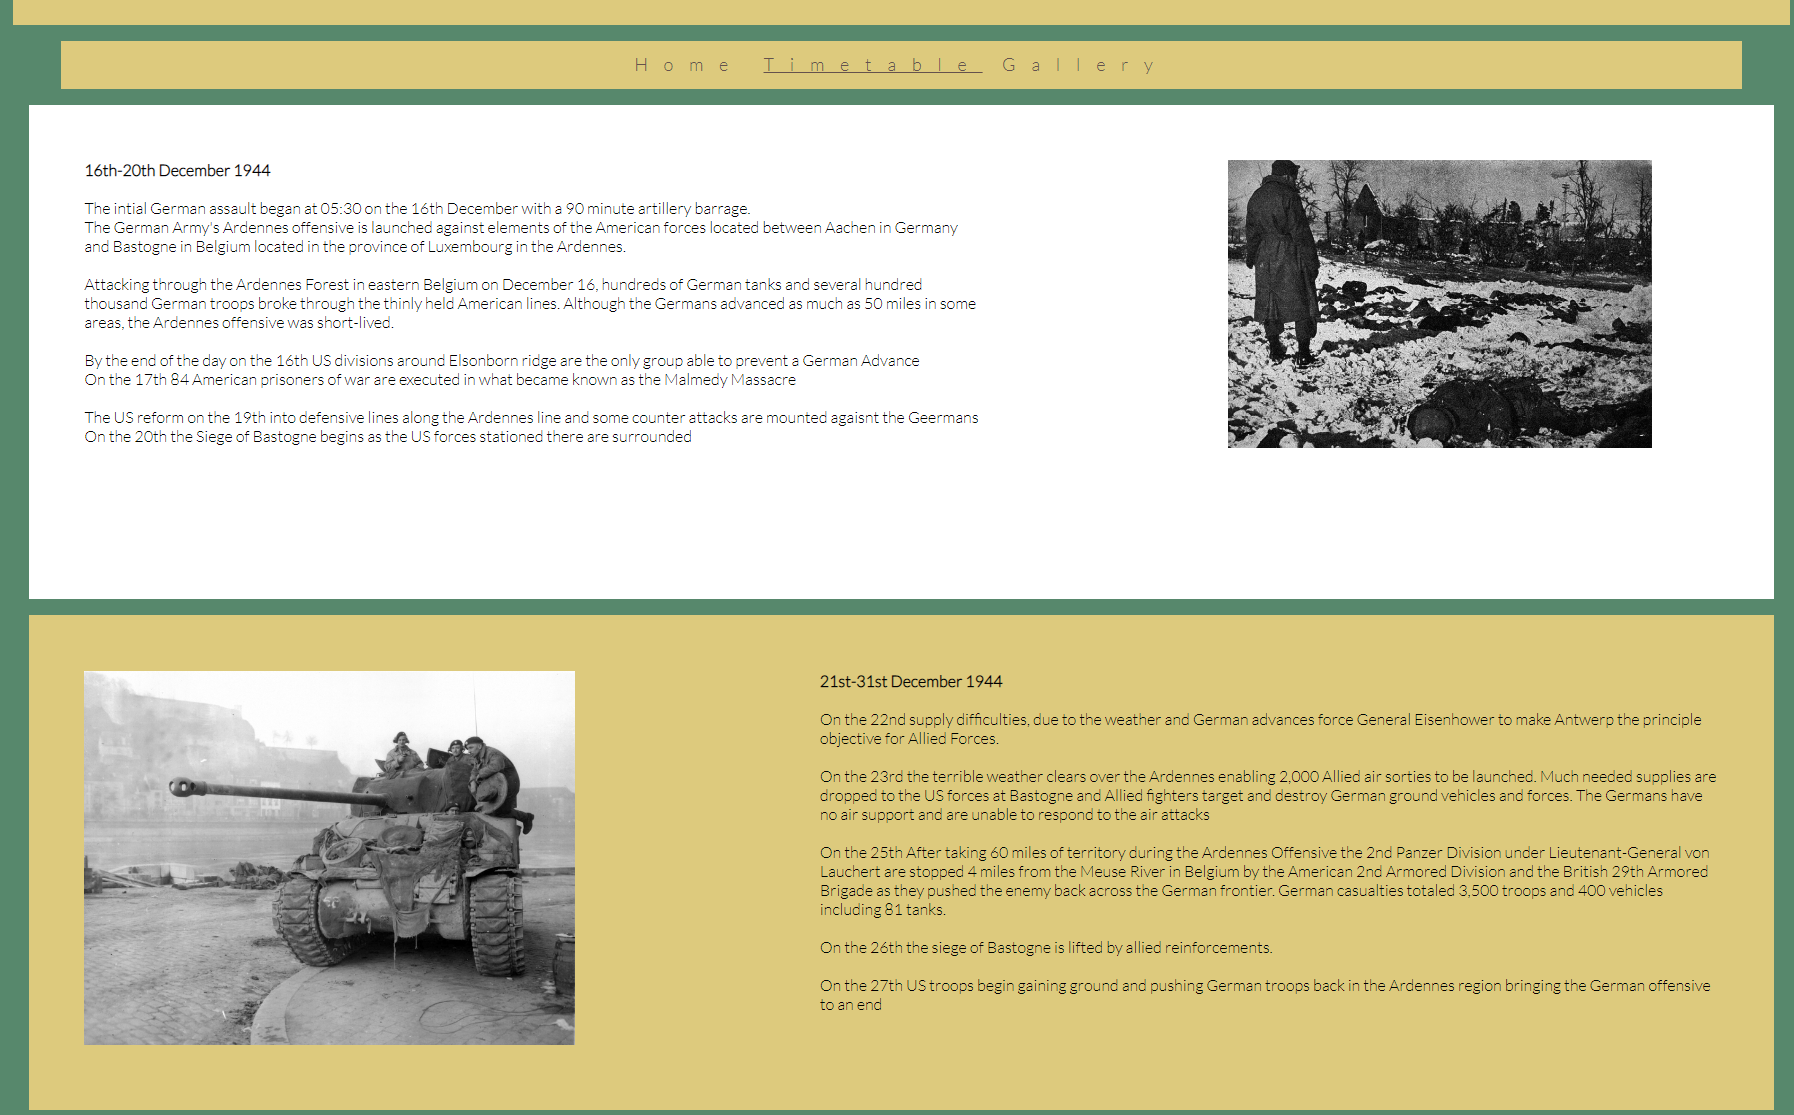 Home Timetable Gallery
16th-20th December 1944
The intial German assault began at 05:30 on the 16th December with a 90 minute artillery barrage.
The German Army's Ardennes offensive is launched against elements of the American forces located between Aachen in Germany
and Bastogne in Belgium located in the province of Luxembourg in the Ardennes.
Attacking through the Ardennes Forest in eastern Belgium on December 16, hundreds of German tanks and several hundred
thousand German troops broke through the thinly held American lines. Although the Germans advanced as much as 50 miles in some
areas, the Ardennes offensive was short-lived.
By the end of the day on the 16th US divisions around Elsonborn ridge are the only group able to prevent a German Advance
On the 17th 84 American prisoners of war are executed in what became known as the Malmedy Massacre
The US reform on the 19th into defensive lines along the Ardennes line and some counter attacks are mounted agaisnt the Geermans
On the 20th the Siege of Bastogne begins as the US forces stationed there are surrounded
21st-31st December 1944
On the 22nd supply difficulties, due to the weather and German advances force General Eisenhower to make Antwerp the principle
objective for Allied Forces.
On the 23rd the terrible weather clears over the Ardennes enabling 2,000 Allied air sorties to be launched. Much needed supplies are
dropped to the US forces at Bastogne and Allied fighters target and destroy German ground vehicles and forces. The Germans have
no air support and are unable to respond to the air attacks
On the 25th After taking 60 miles of territory during the Ardennes Offensive the 2nd Panzer Division under Lieutenant-General von
Lauchert are stopped 4 miles from the Meuse River in Belgium by the American 2nd Armored Division and the British 29th Armored
Brigade as they pushed the enemy back across the German frontier. German casualties totaled 3,500 troops and 400 vehicles
including 81 tanks.
On the 26th the siege of Bastogne is lifted by allied reinforcements.
On the 27th US troops begin gaining ground and pushing German troops back in the Ardennes region bringing the German offensive
to an end